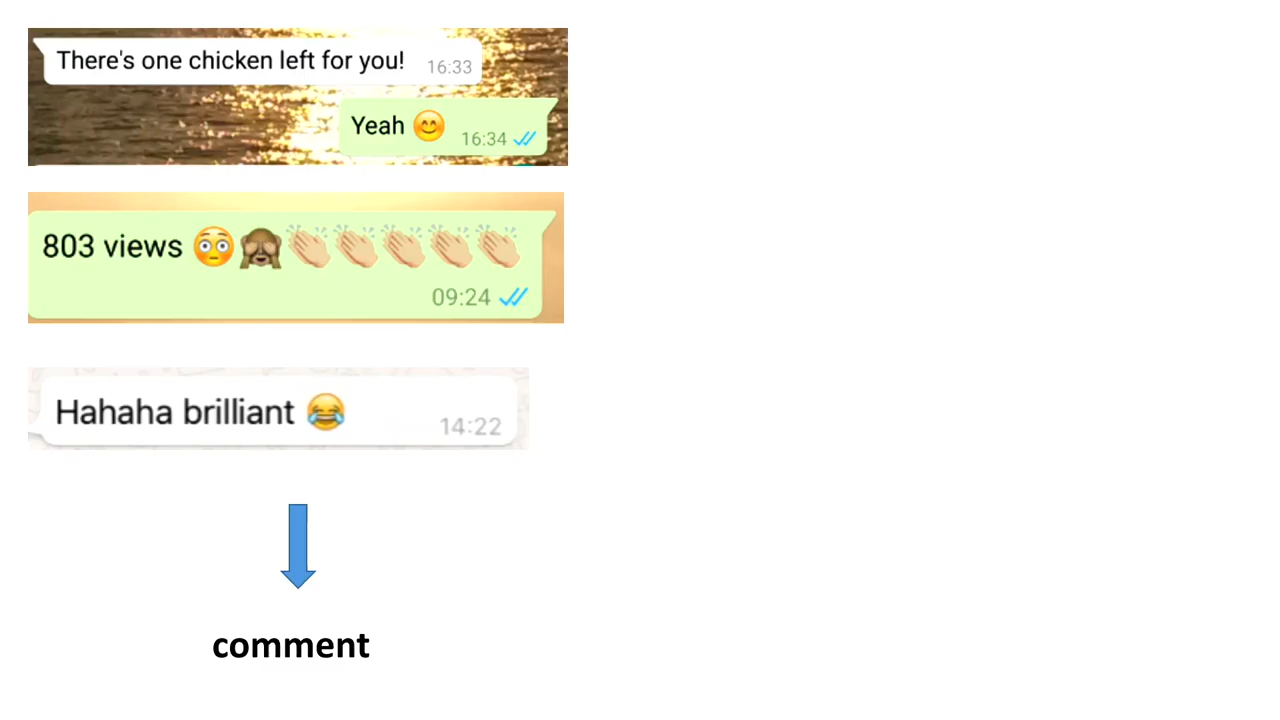 There's one chicken left for you! 16:33
Yeah 😊 16:34
803 views 😳🙈👏🏼👏🏼👏🏼👏🏼👏🏼
09:24
Hahaha brilliant 😂 14:22
comment